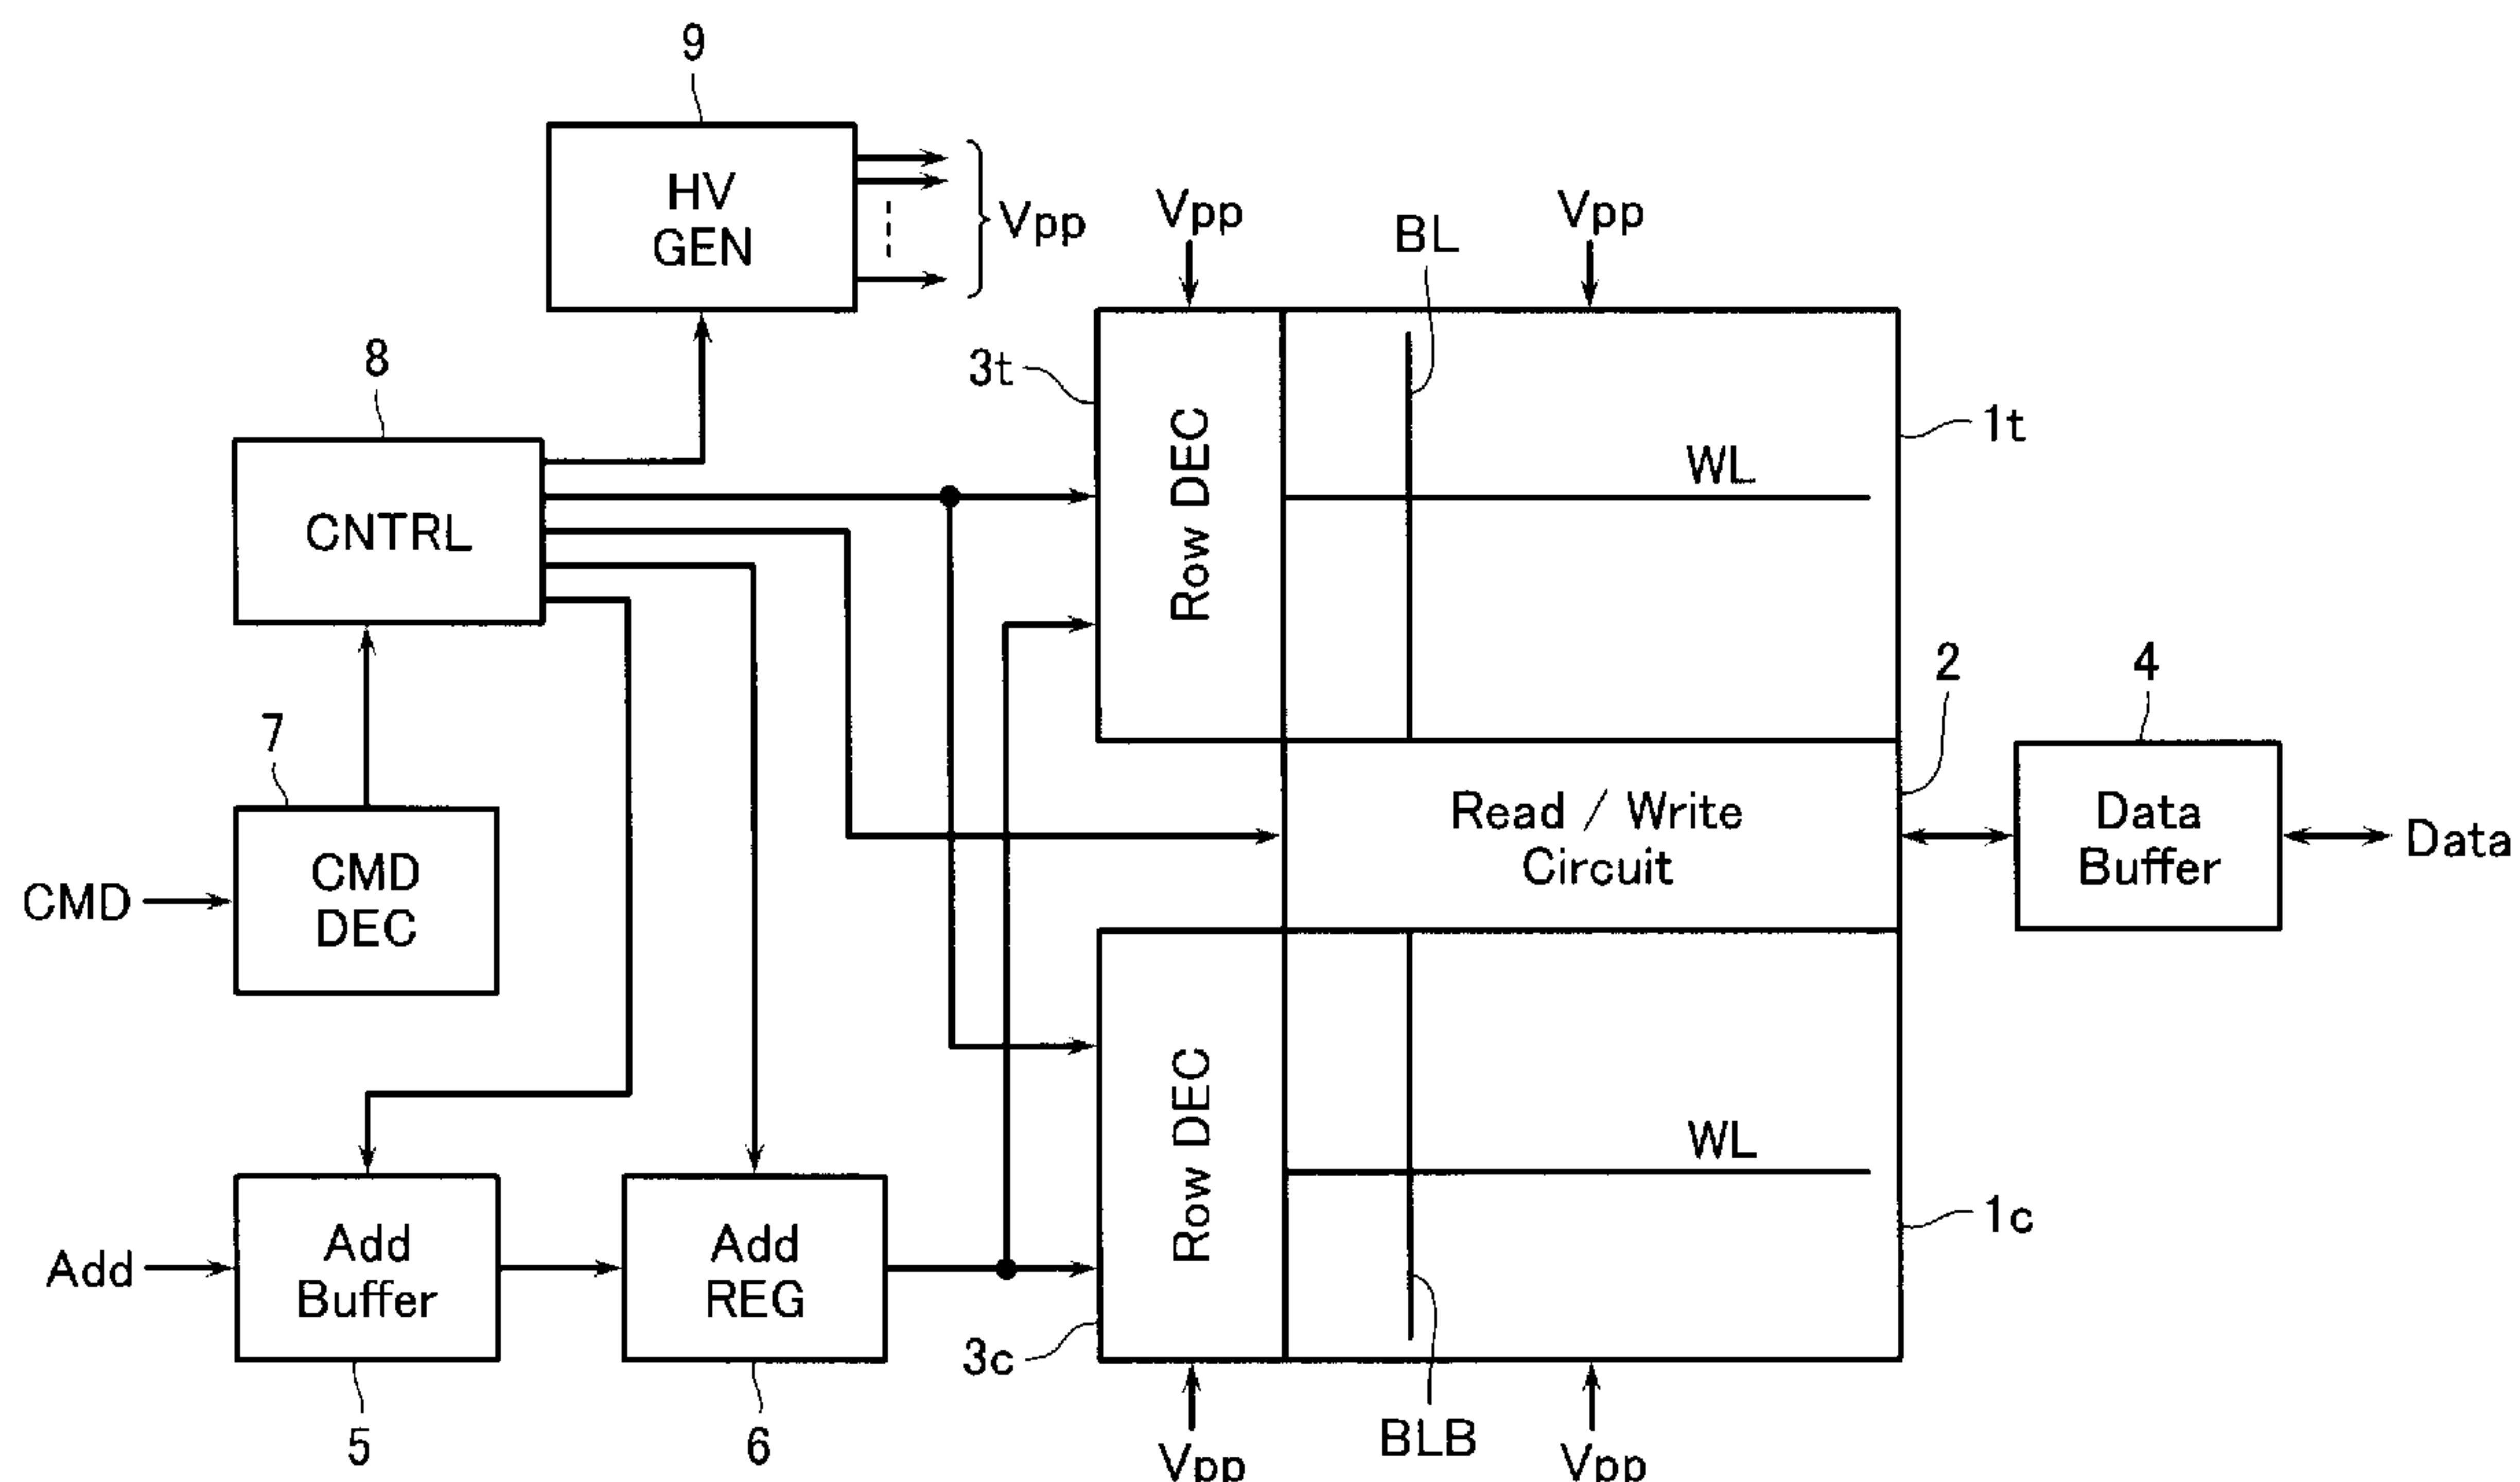 9
HV
GEN
Vpp
Vpp
BL
Vpp
8
3t
1t
CNTRL
Row DEC
WL
7
2
4
CMD
CMD
DEC
Read / Write
Circuit
Data
Buffer
Data
Row DEC
WL
1c
Add
Add
Buffer
Add
REG
3c
5
6
Vpp
BLB
Vpp